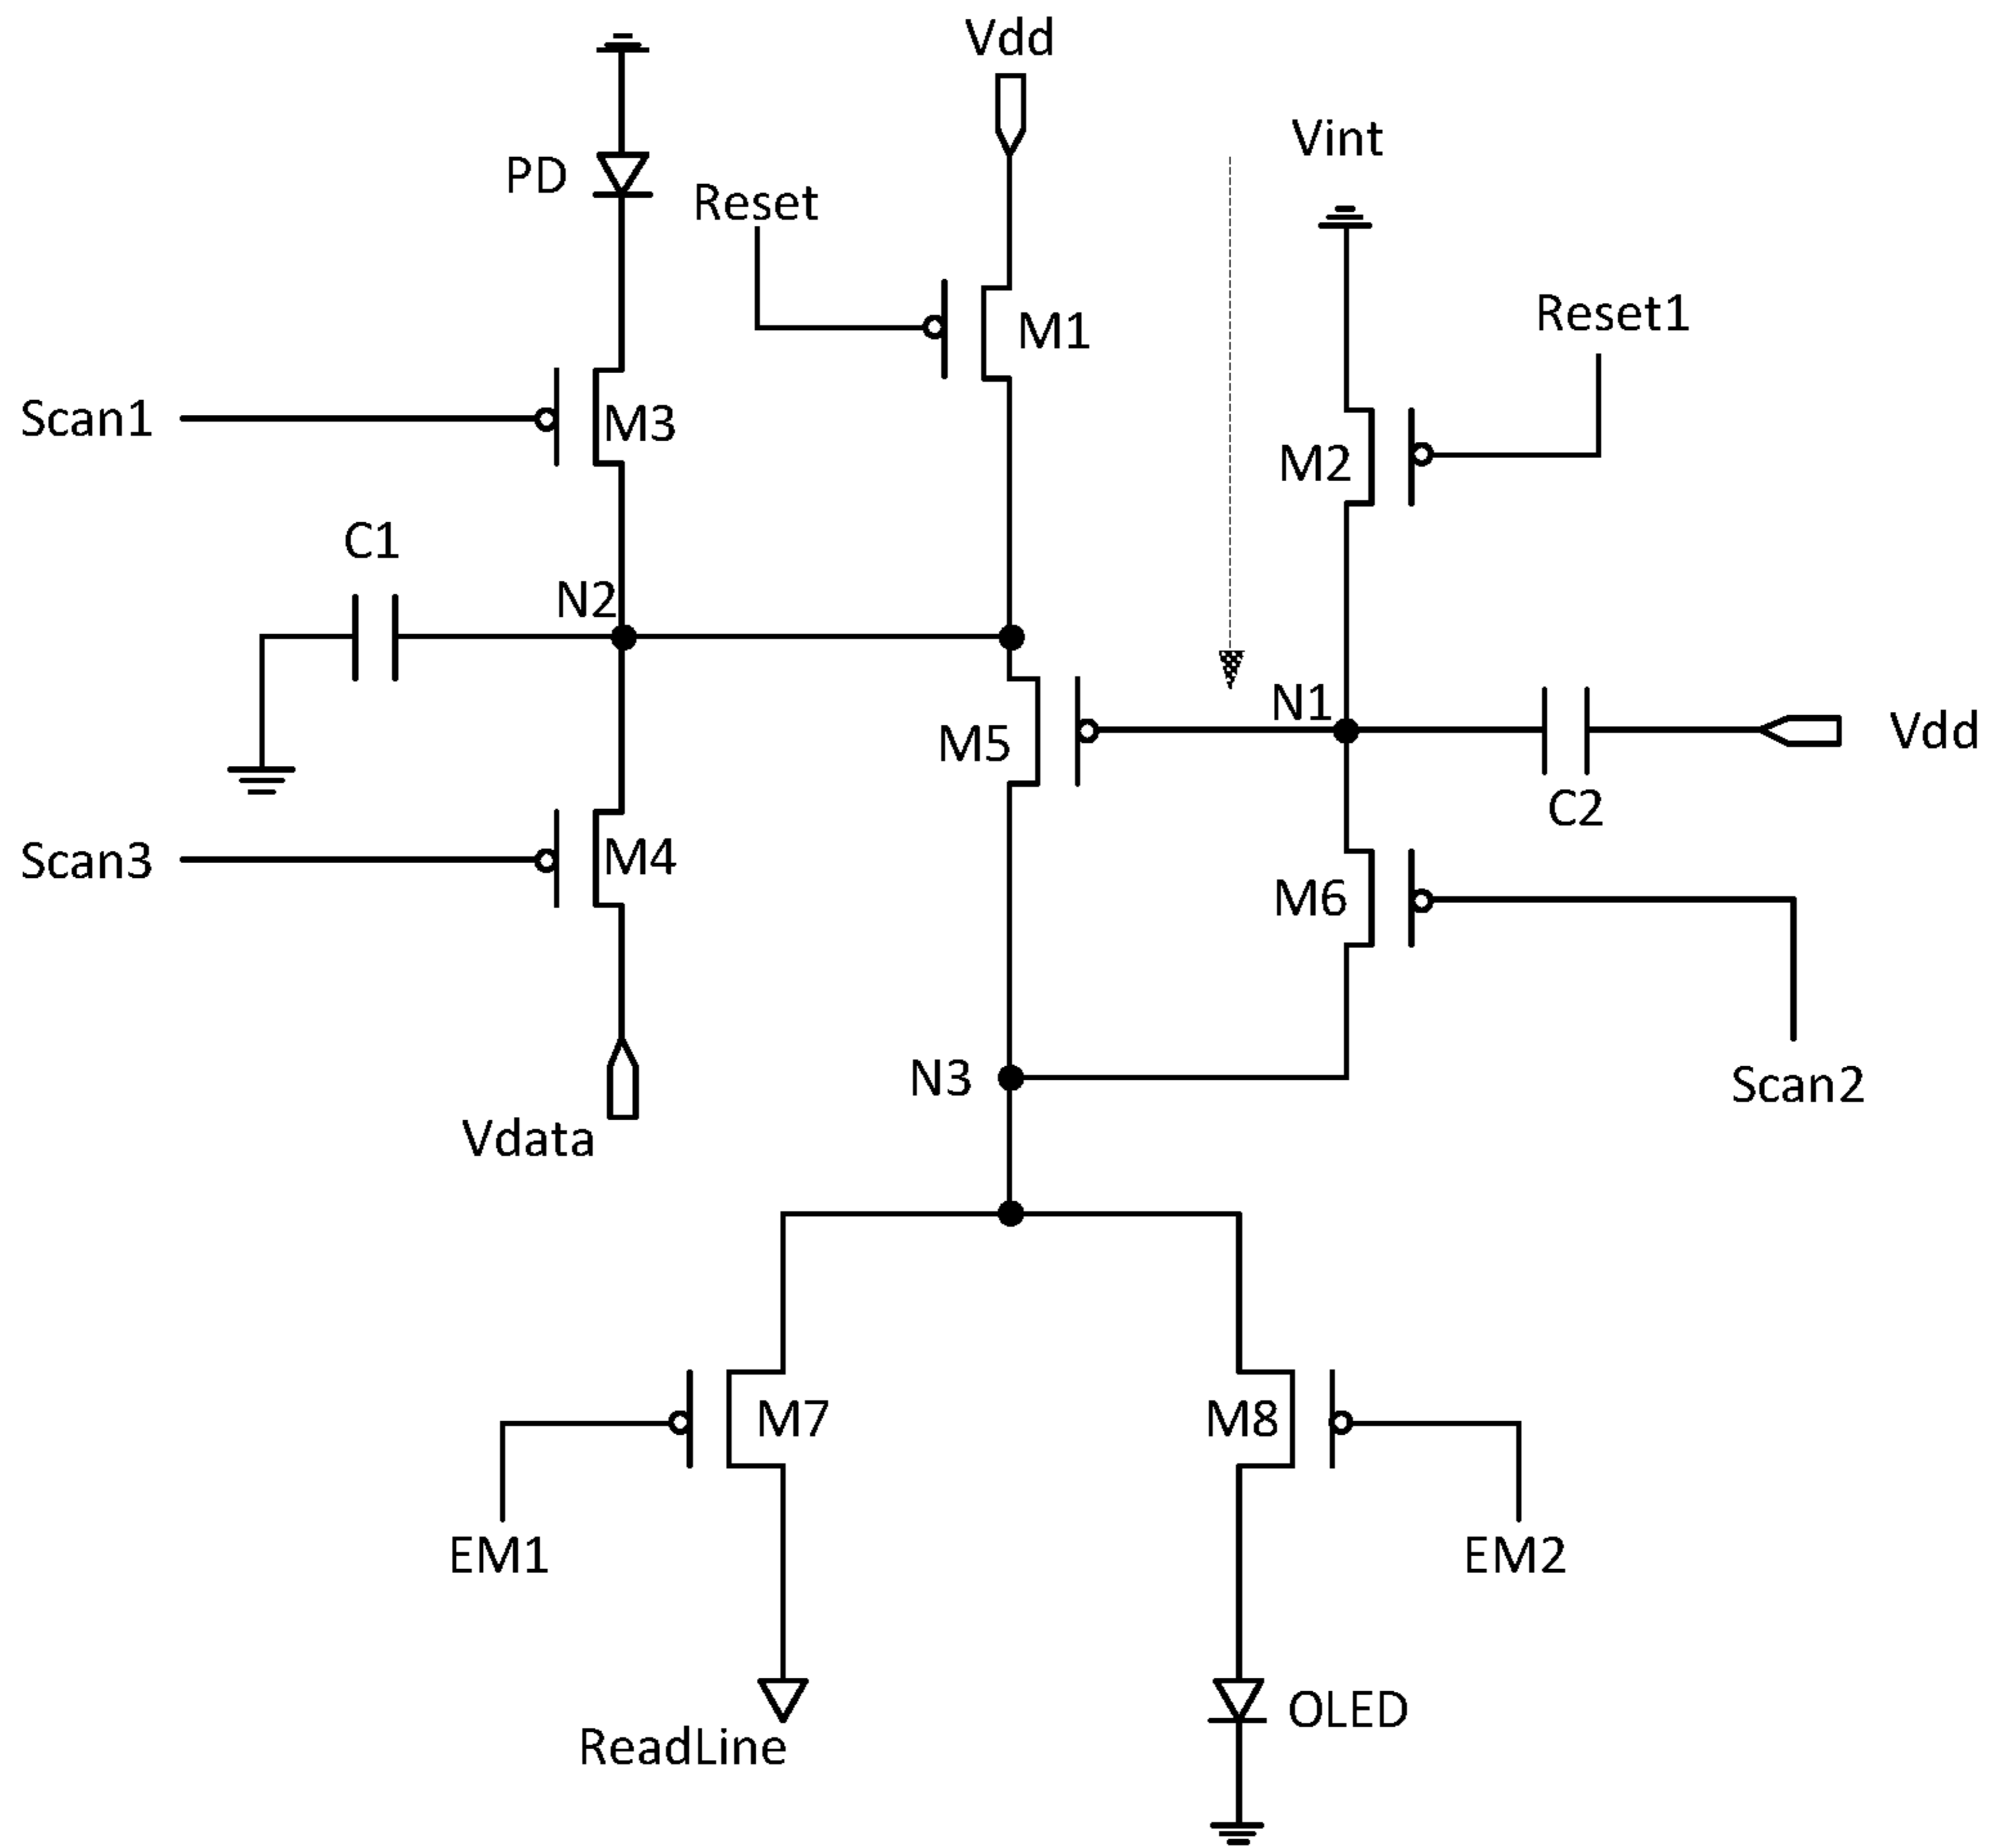 Vdd
Vint
PD
Reset
Reset1
M1
Scan1
M3
M2
C1
N2
N1
M5
Vdd
C2
Scan3
M4
M6
N3
Scan2
Vdata
M7
M8
EM1
EM2
OLED
ReadLine